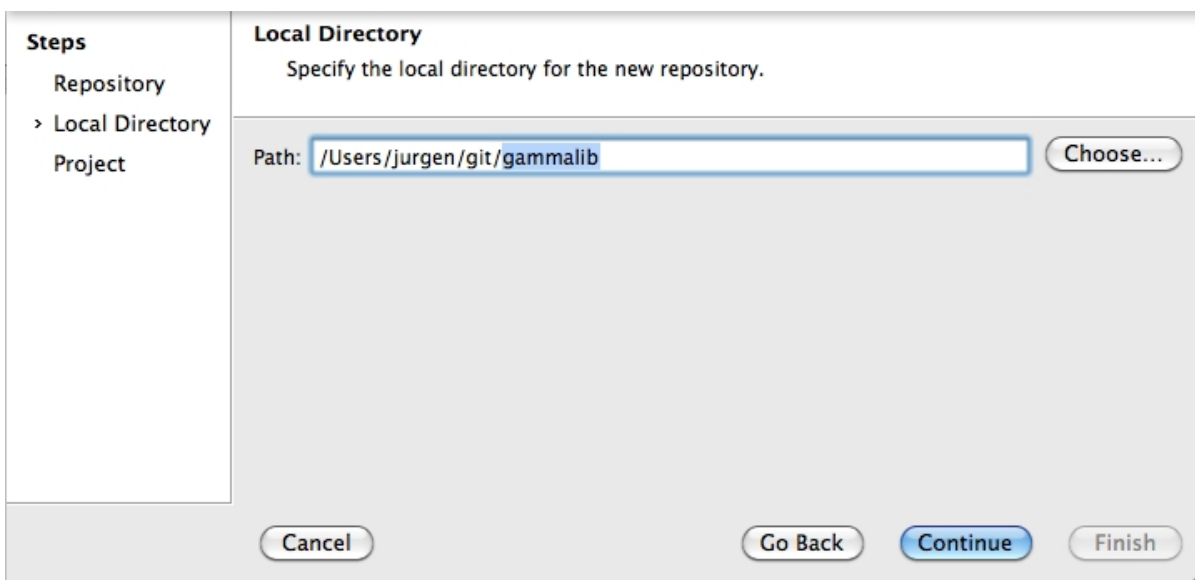 Steps
Repository
› Local Directory
Project
Local Directory
Specify the local directory for the new repository.
Path: /Users/jurgen/git/gammalib Choose...
Cancel Go Back Continue Finish